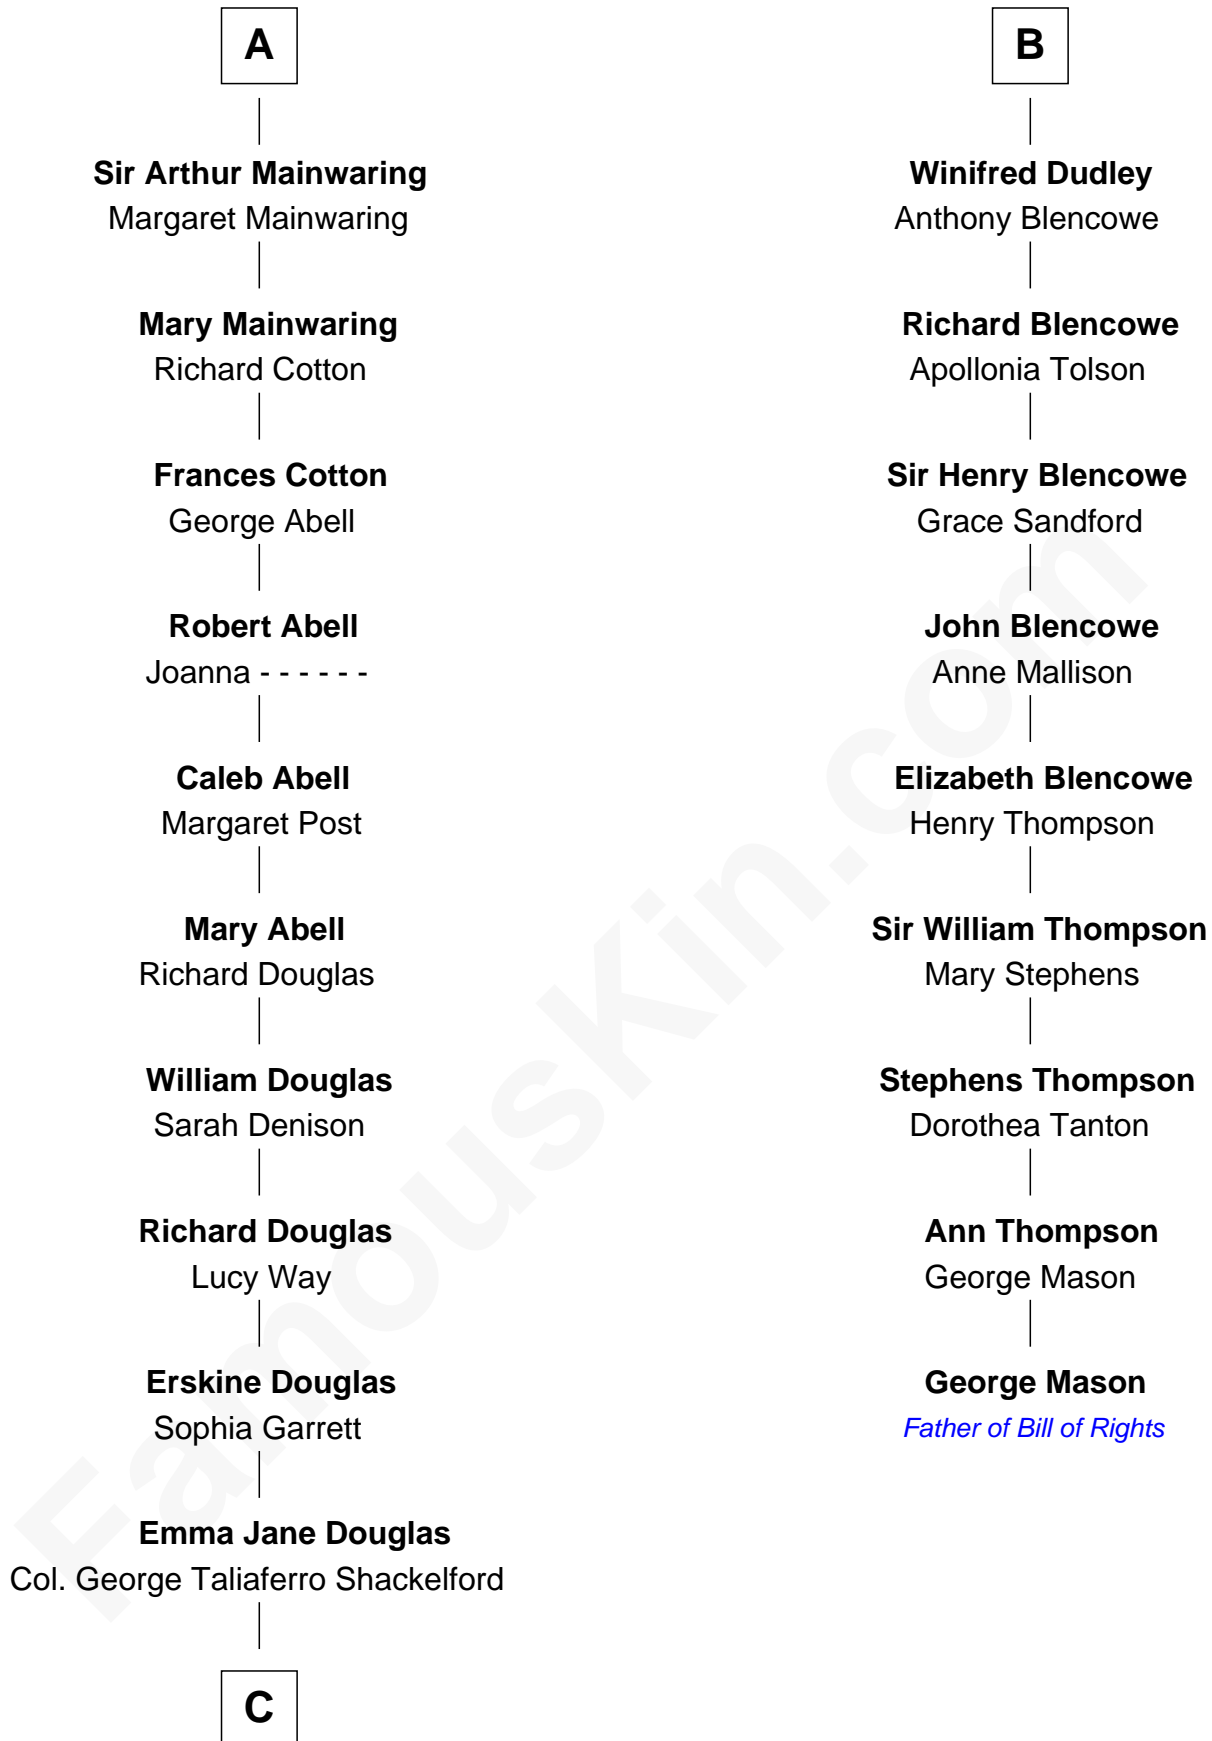 A
Sir Arthur Mainwaring
Margaret Mainwaring
Mary Mainwaring
Richard Cotton
Frances Cotton
George Abell
Robert Abell
Joanna - - - - - -
Caleb Abell
Margaret Post
Mary Abell
Richard Douglas
William Douglas
Sarah Denison
Richard Douglas
Lucy Way
Erskine Douglas
Sophia Garrett
Emma Jane Douglas
Col. George Taliaferro Shackelford
C
B
Winifred Dudley
Anthony Blencowe
Richard Blencowe
Apollonia Tolson
Sir Henry Blencowe
Grace Sandford
John Blencowe
Anne Mallison
Elizabeth Blencowe
Henry Thompson
Sir William Thompson
Mary Stephens
Stephens Thompson
Dorothea Tanton
Ann Thompson
George Mason
George Mason
Father of Bill of Rights
FamousKin.com